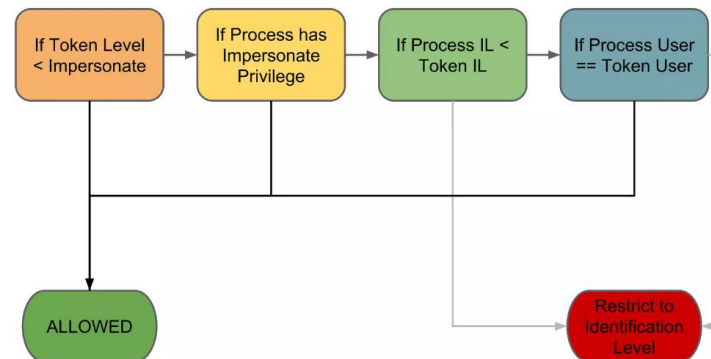 If Token Level
< Impersonate
If Process has
Impersonate
Privilege
If Process IL <
Token IL
If Process User
== Token User
ALLOWED
Restrict to
Identification
Level